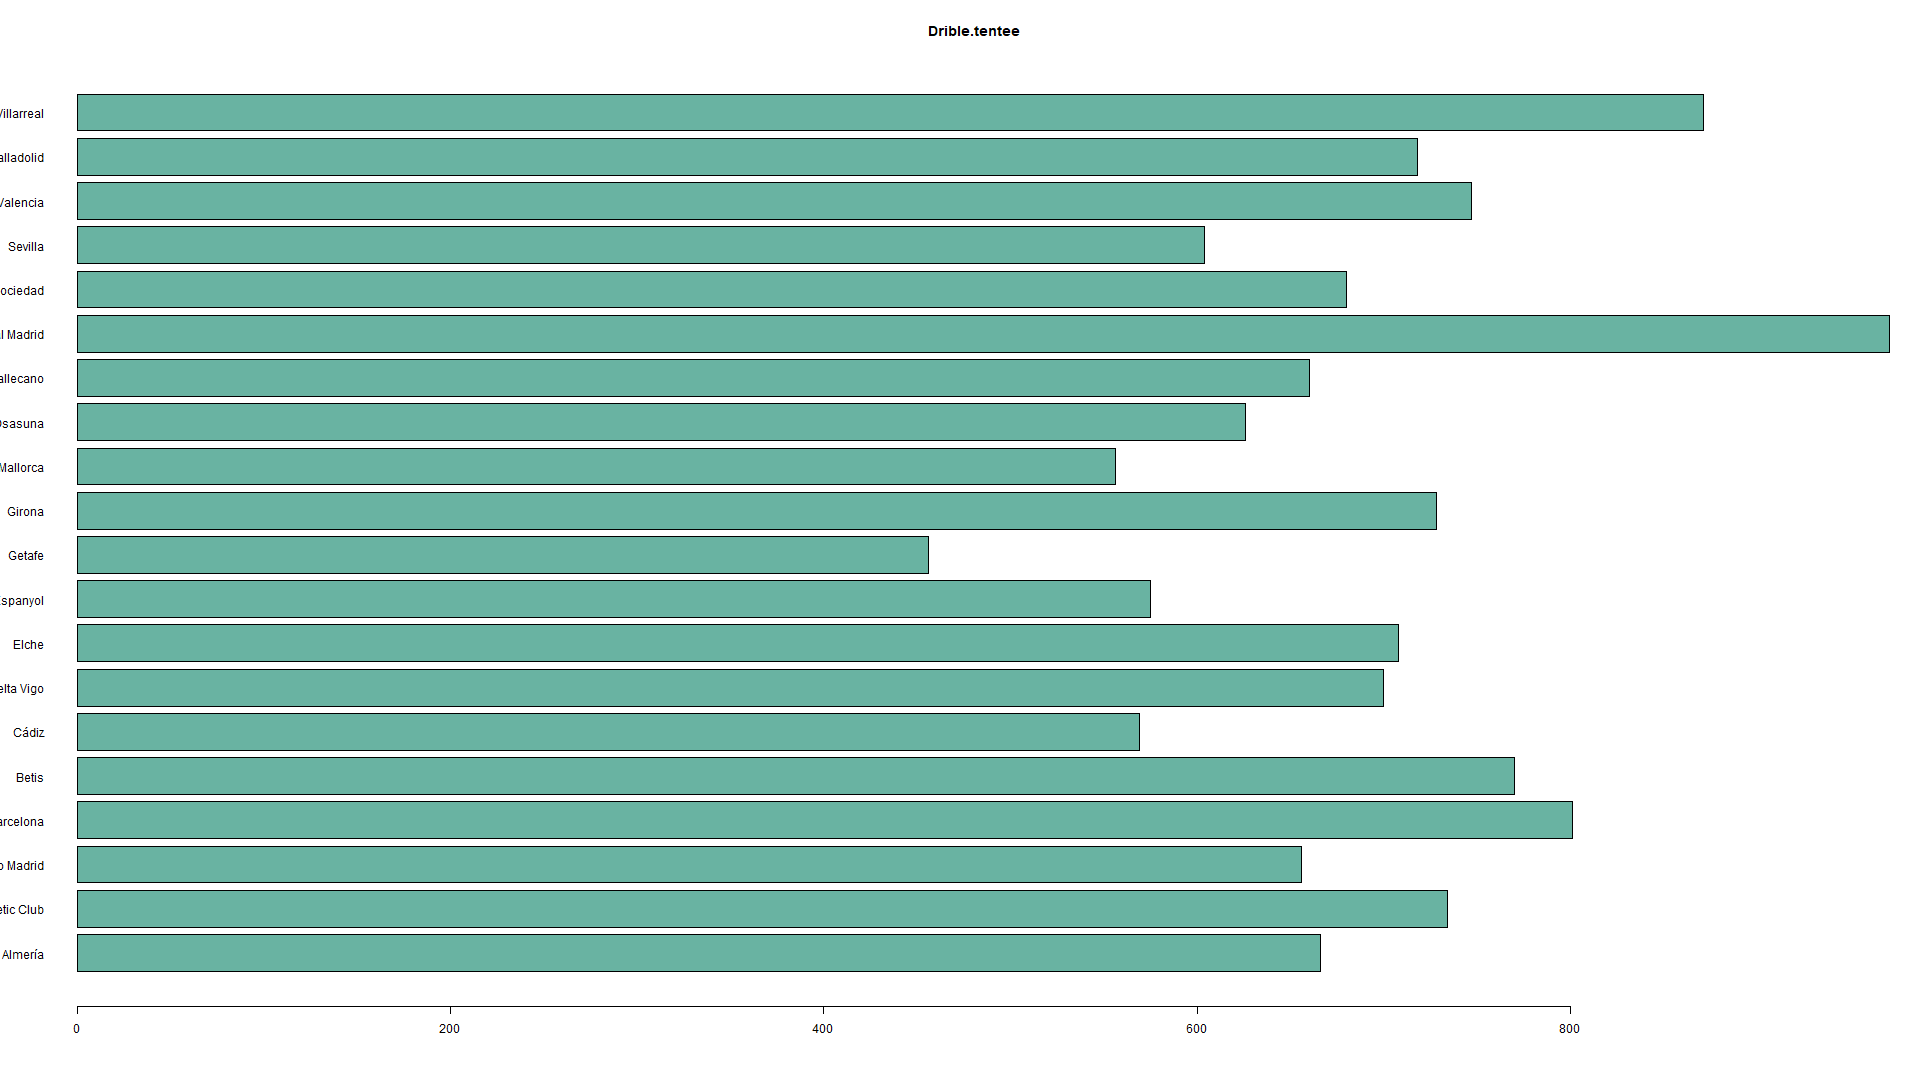 Drible.tentee
Villarreal
alladolid
Valencia
Sevilla
ociedad
l Madrid
allecano
Osasuna
Mallorca
Girona
Getafe
Espanyol
Elche
elta Vigo
Cádiz
Betis
arcelona
o Madrid
etic Club
Almería
0 200 400 600 800